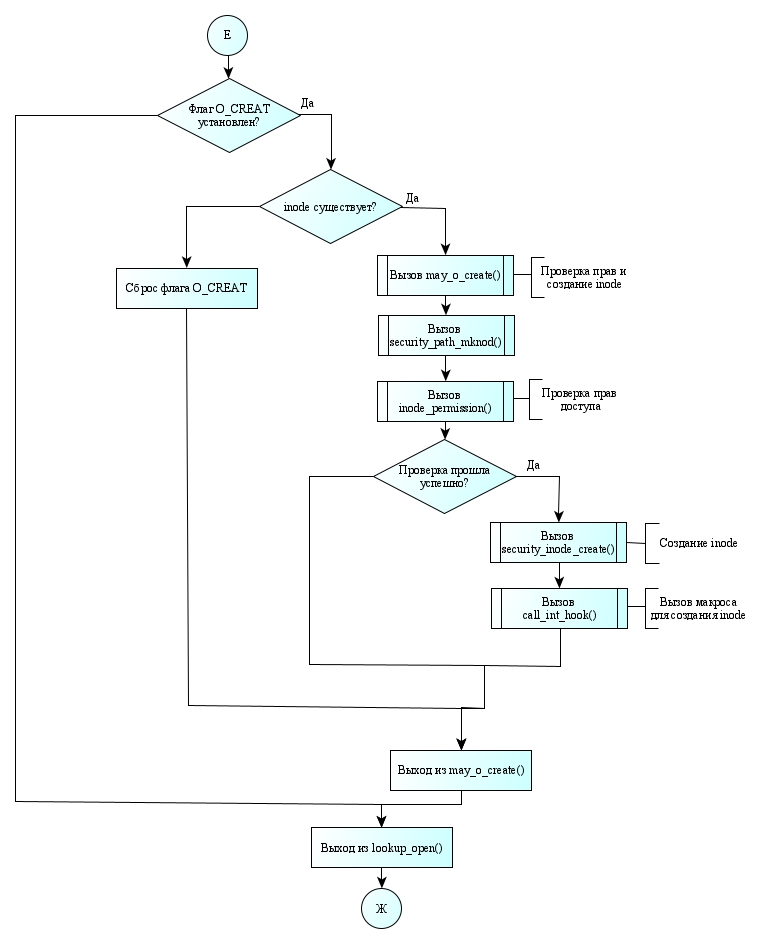 Е
Флаг O_CREAT
установлен?
Да
inode существует?
Да
Сброс флага O_CREAT
Вызов may_o_create()
Проверка прав и
создание inode
Вызов
security_path_mknod()
Вызов
inode_permission()
Проверка прав
доступа
Проверка прошла
успешно?
Да
Вызов
security_inode_create()
Создание inode
Вызов
call_int_hook()
Вызов макроса
для создания inode
Выход из may_o_create()
Выход из lookup_open()
Ж